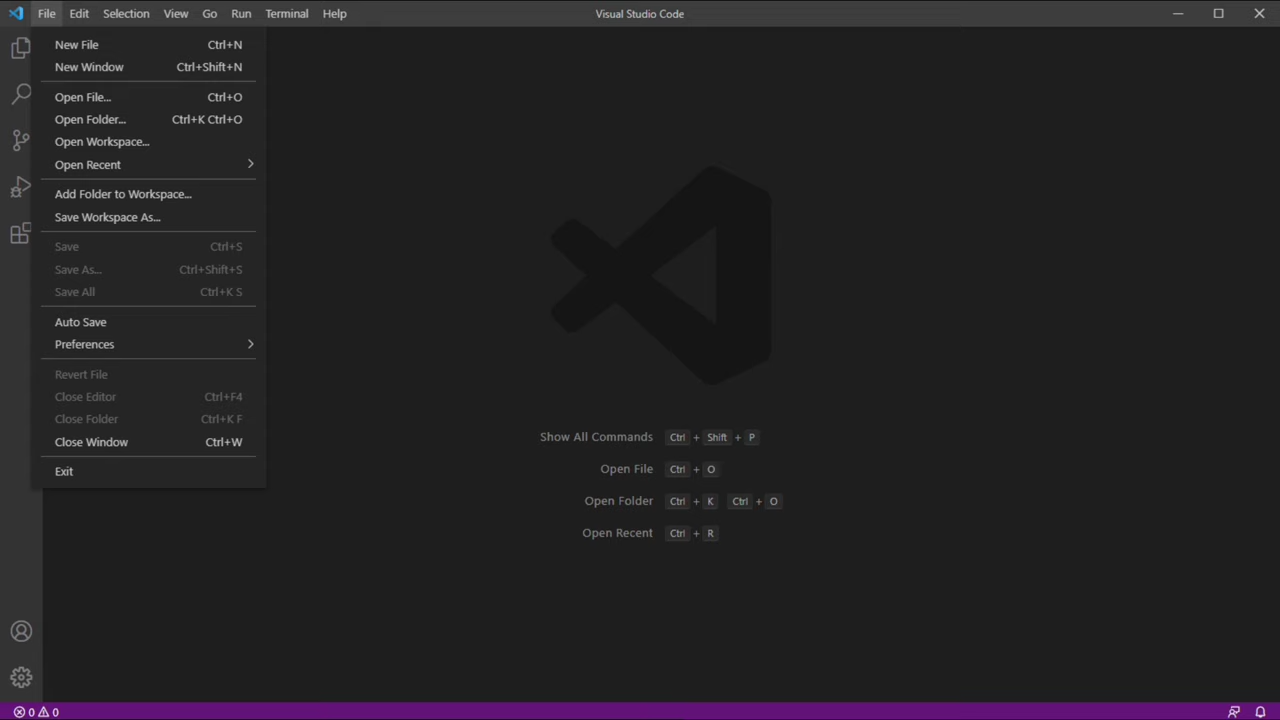 File Edit Selection View Go Run Terminal Help Visual Studio Code
New File Ctrl+N
New Window Ctrl+Shift+N
Open File... Ctrl+O
Open Folder... Ctrl+K Ctrl+O
Open Workspace...
Open Recent
Add Folder to Workspace...
Save Workspace As...
Save Ctrl+S
Save As... Ctrl+Shift+S
Save All Ctrl+K S
Auto Save
Preferences
Revert File
Close Editor Ctrl+F4
Close Folder Ctrl+K F
Close Window Ctrl+W
Exit
Show All Commands Ctrl + Shift + P
Open File Ctrl + O
Open Folder Ctrl + K Ctrl + O
Open Recent Ctrl + R
0 0